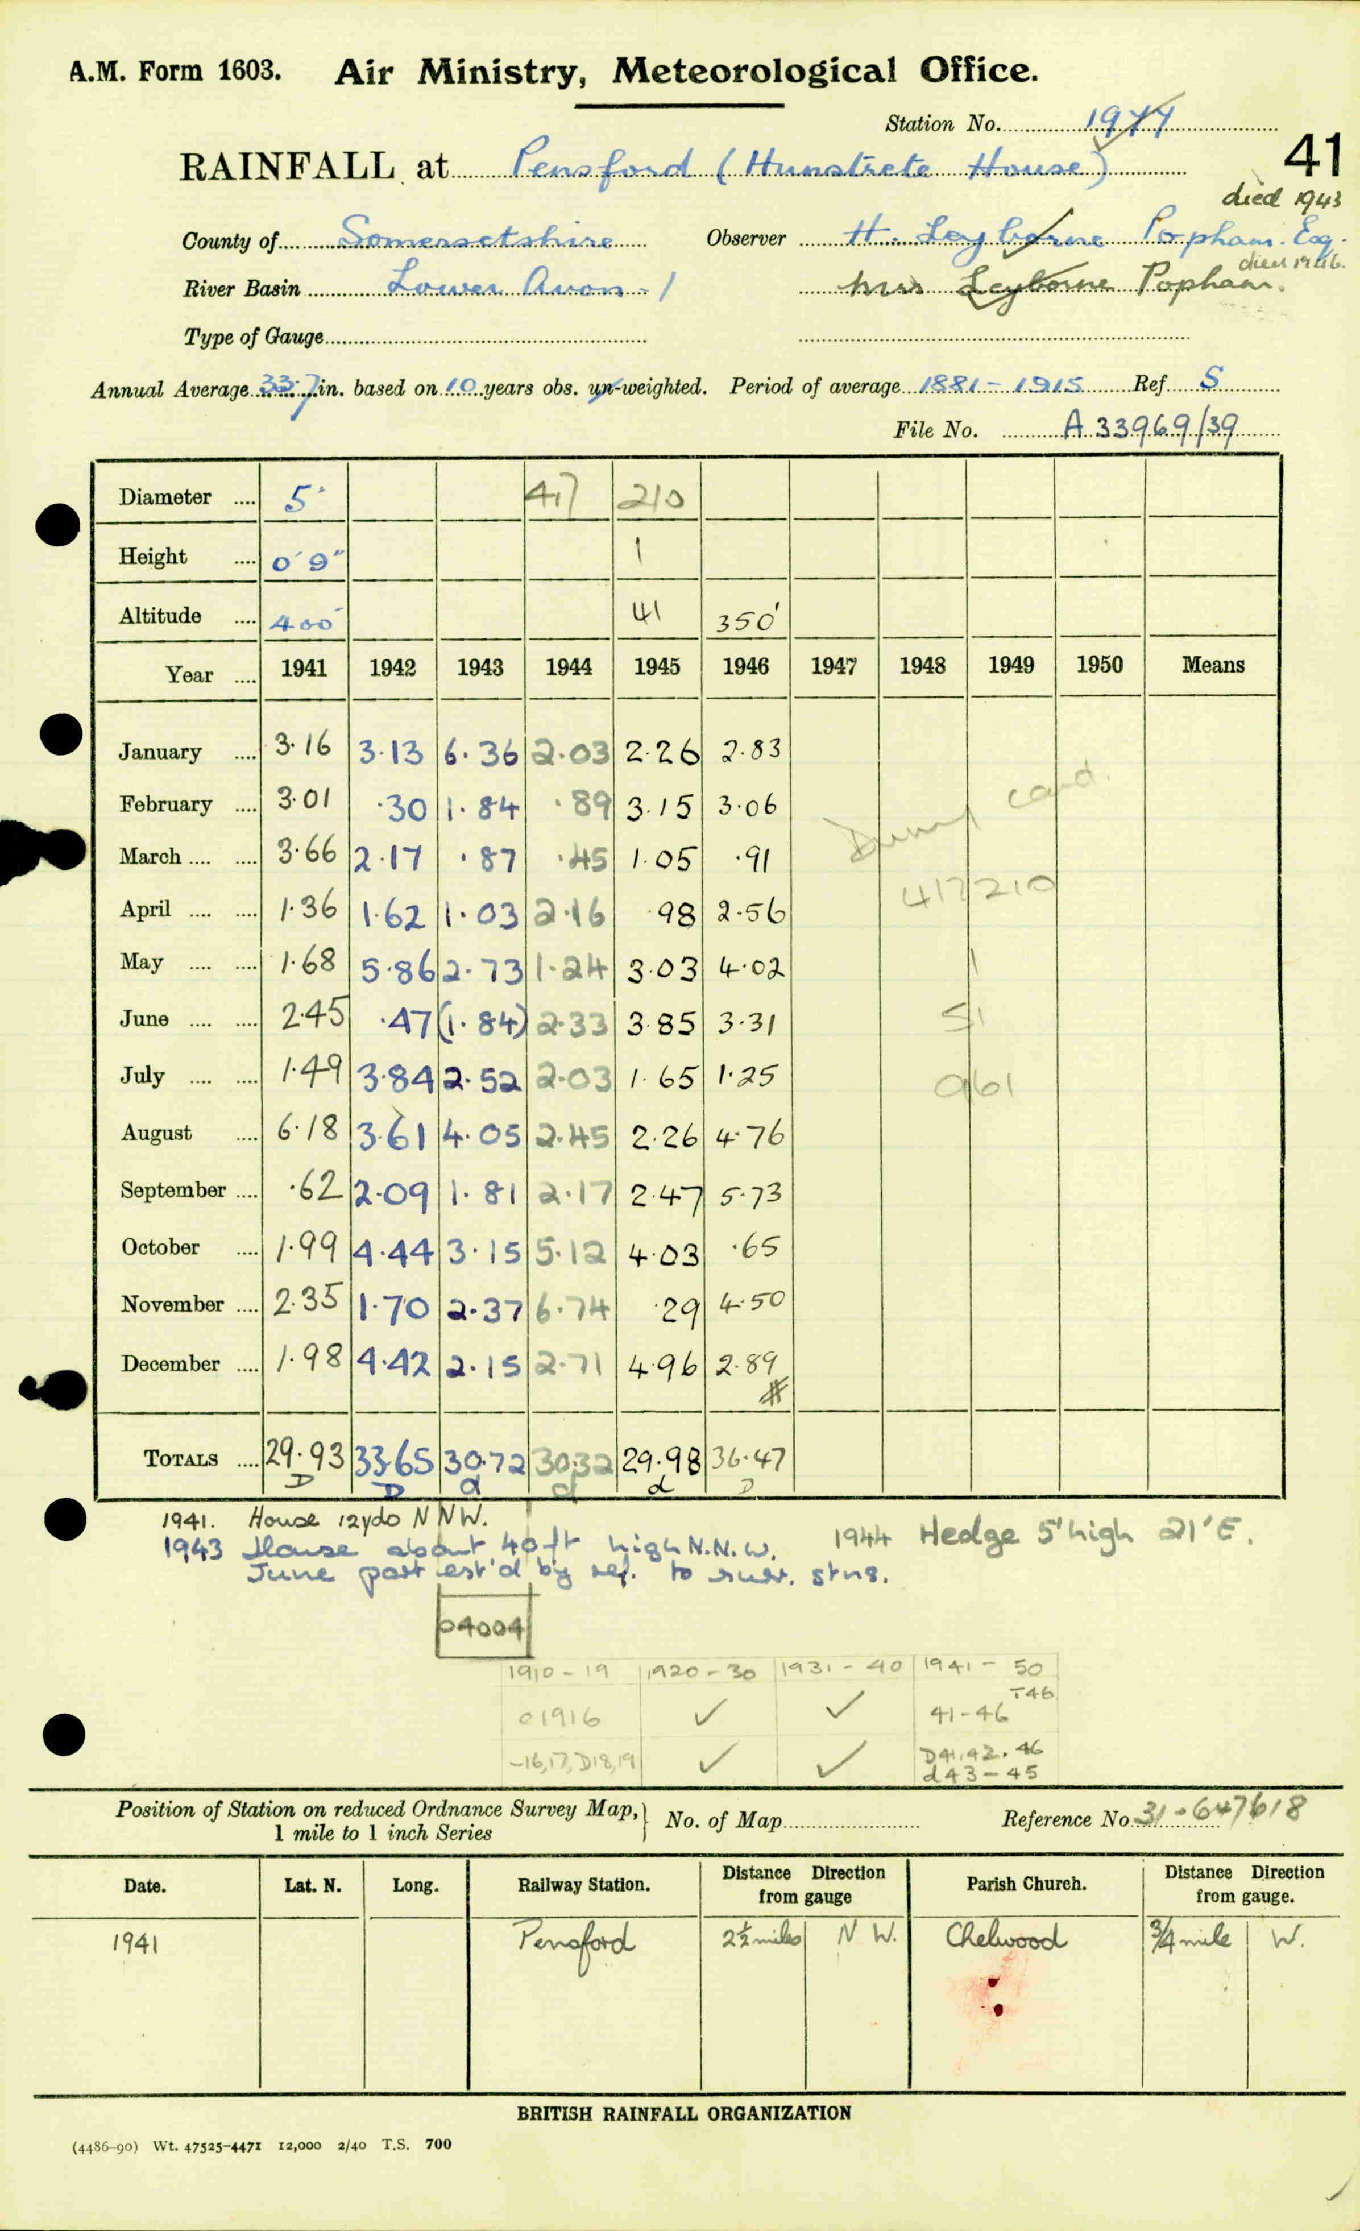 A.M. Form 1603. Air Ministry, Meteorological Office.
Station No. 1944
41
RAINFALL at Pensford (Hunstrete House)
died 1943
County of Somersetshire Observer H. Leyborne Popham. Esq.
died 1946.
River Basin Lower Avon - 1 Mrs Leyborne Popham.
Type of Gauge
Annual Average 33.7 in. based on 10 years obs. un-weighted. Period of average 1881 - 1915 Ref. S
File No. A 33969/39
Diameter .... 5" 417 210
Height .... 0' 9" 1
Altitude .... 400' 41 350'
Year .... 1941 1942 1943 1944 1945 1946 1947 1948 1949 1950 Means
January .... 3.16 3.13 6.36 2.03 2.26 2.83
February .... 3.01 .30 1.84 .89 3.15 3.06
March .... .... 3.66 2.17 .87 .45 1.05 .91
April .... .... 1.36 1.62 1.03 2.16 .98 2.56
May .... .... 1.68 5.86 2.73 1.24 3.03 4.02
June .... .... 2.45 .47 (1.84) 2.33 3.85 3.31
July .... .... 1.49 3.84 2.52 2.03 1.65 1.25
August .... 6.18 3.61 4.05 2.45 2.26 4.76
September .... .62 2.09 1.81 2.17 2.47 5.73
October .... 1.99 4.44 3.15 5.12 4.03 .65
November .... 2.35 1.70 2.37 6.74 .29 4.50
December .... 1.98 4.42 2.15 2.71 4.96 2.89
#
card
417210
1
51
961
TOTALS .... 29.93 33.65 30.72 30.32 29.98 36.47
D D d d d D
1941. House 12yds NNW.
1943 House about 40ft high N.N.W. 1944 Hedge 5' high 21' E.
June part est'd by ref. to surr. stns.
04004
1910 - 19 1920 - 30 1931 - 40 1941 - 50
T46
01916 ✓ ✓ 41-46
-16,17, D18,19 ✓ ✓ D41,42, 46
d43-45
Position of Station on reduced Ordnance Survey Map, } No. of Map Reference No 31-647618
1 mile to 1 inch Series
Date. Lat. N. Long. Railway Station. Distance Direction from gauge Parish Church. Distance Direction from gauge.
1941 Pensford 2½ miles N W. Chelwood ¾ mile W.
BRITISH RAINFALL ORGANIZATION
(4486-90) Wt. 47525-4471 12,000 2/40 T.S. 700